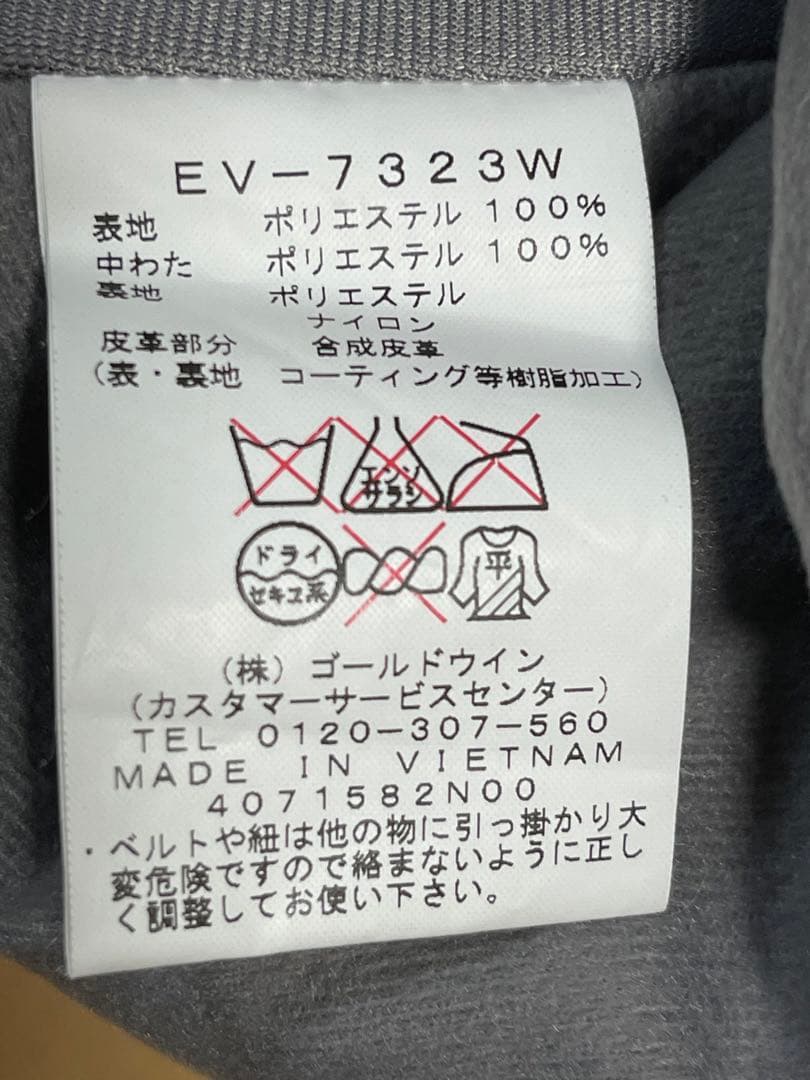 EV-7323W
表地 ポリエステル 100%
中わた ポリエステル 100%
裏地 ポリエステル
ナイロン
皮革部分 合成皮革
(表・裏地 コーティング等樹脂加工)
エンソ
サラシ
ドライ
セキユ系
平
(株) ゴールドウイン
(カスタマーサービスセンター)
TEL 0120-307-560
MADE IN VIETNAM
4071582N00
・ベルトや紐は他の物に引っ掛かり大
変危険ですので絡まないように正し
く調整してお使い下さい。